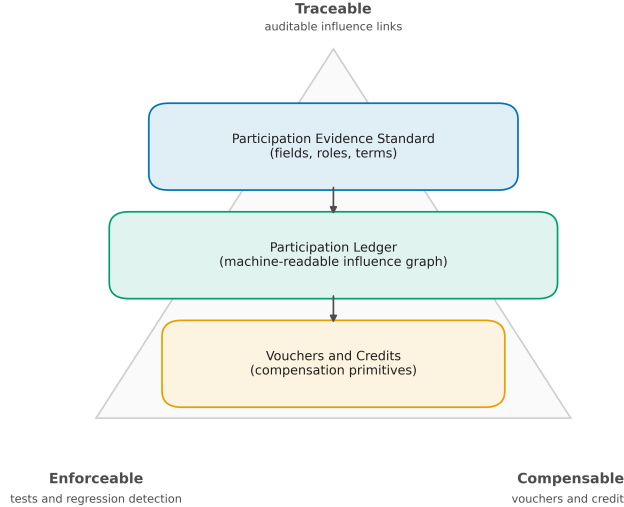 Traceable
auditable influence links
Participation Evidence Standard
(fields, roles, terms)
Participation Ledger
(machine-readable influence graph)
Vouchers and Credits
(compensation primitives)
Enforceable
tests and regression detection
Compensable
vouchers and credit